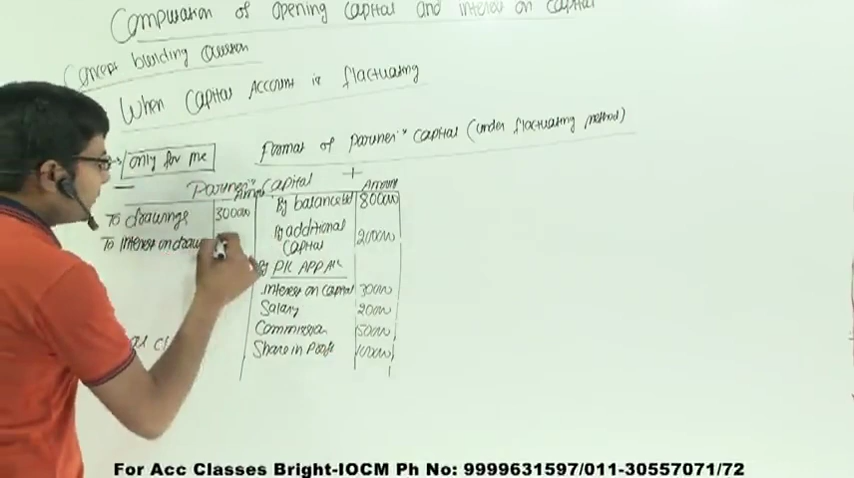 Computation of opening capital and interest on capital
Concept building Question
When Capital Account is fluctuating
only for me
Format of partner's capital (under fluctuating method)
Partner's Capital
Amount
To drawings 30000 By balance b/d 80000
By additional capital 20000
To interest on draw
By P/L APP A/c
interest on capital 3000
Salary 2000
Commission 5000
Share in Profit 10000
For Acc Classes Bright-IOCM Ph No: 9999631597/011-30557071/72